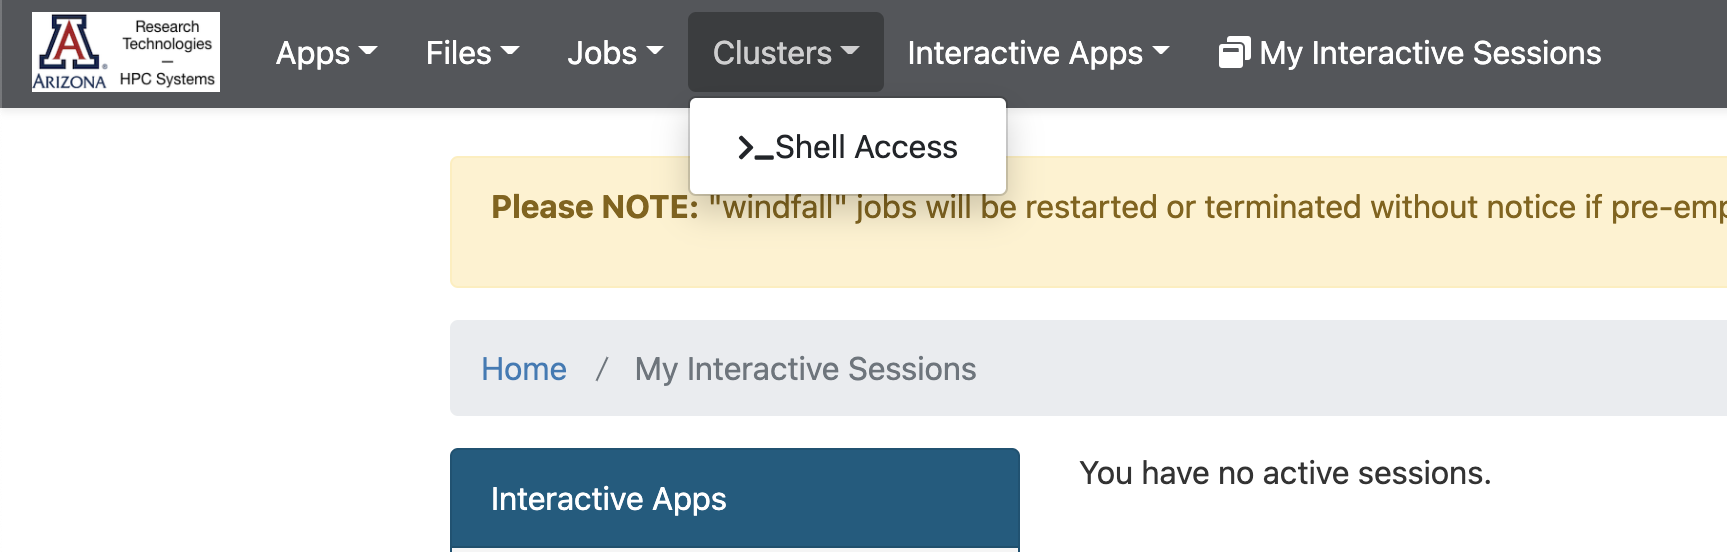 Research
Technologies
—
HPC Systems
A
ARIZONA®
Apps
Files
Jobs
Clusters
Interactive Apps
My Interactive Sessions
>_Shell Access
Please NOTE: "windfall" jobs will be restarted or terminated without notice if pre-emp
Home / My Interactive Sessions
Interactive Apps
You have no active sessions.